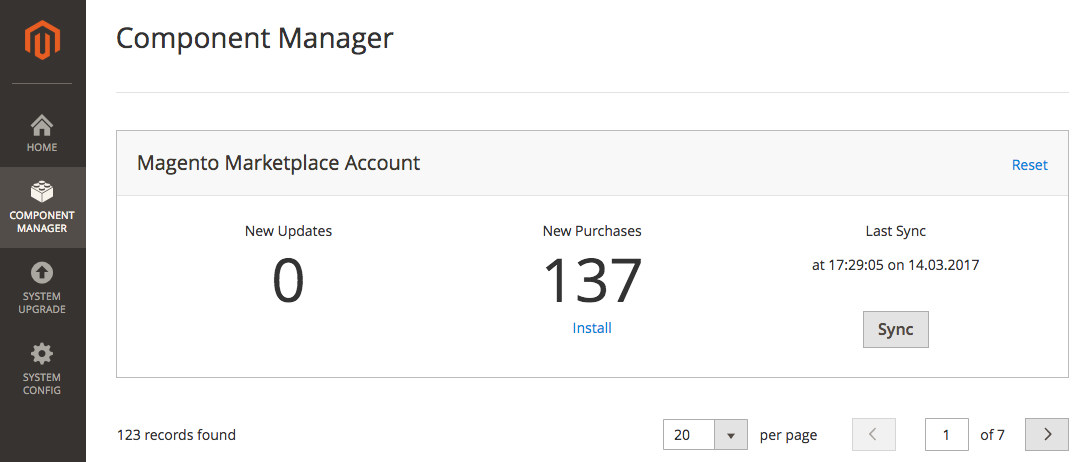 Component Manager
HOME
COMPONENT
MANAGER
SYSTEM
UPGRADE
SYSTEM
CONFIG
Magento Marketplace Account
Reset
New Updates
0
New Purchases
137
Install
Last Sync
at 17:29:05 on 14.03.2017
Sync
123 records found
20
per page
1
of 7